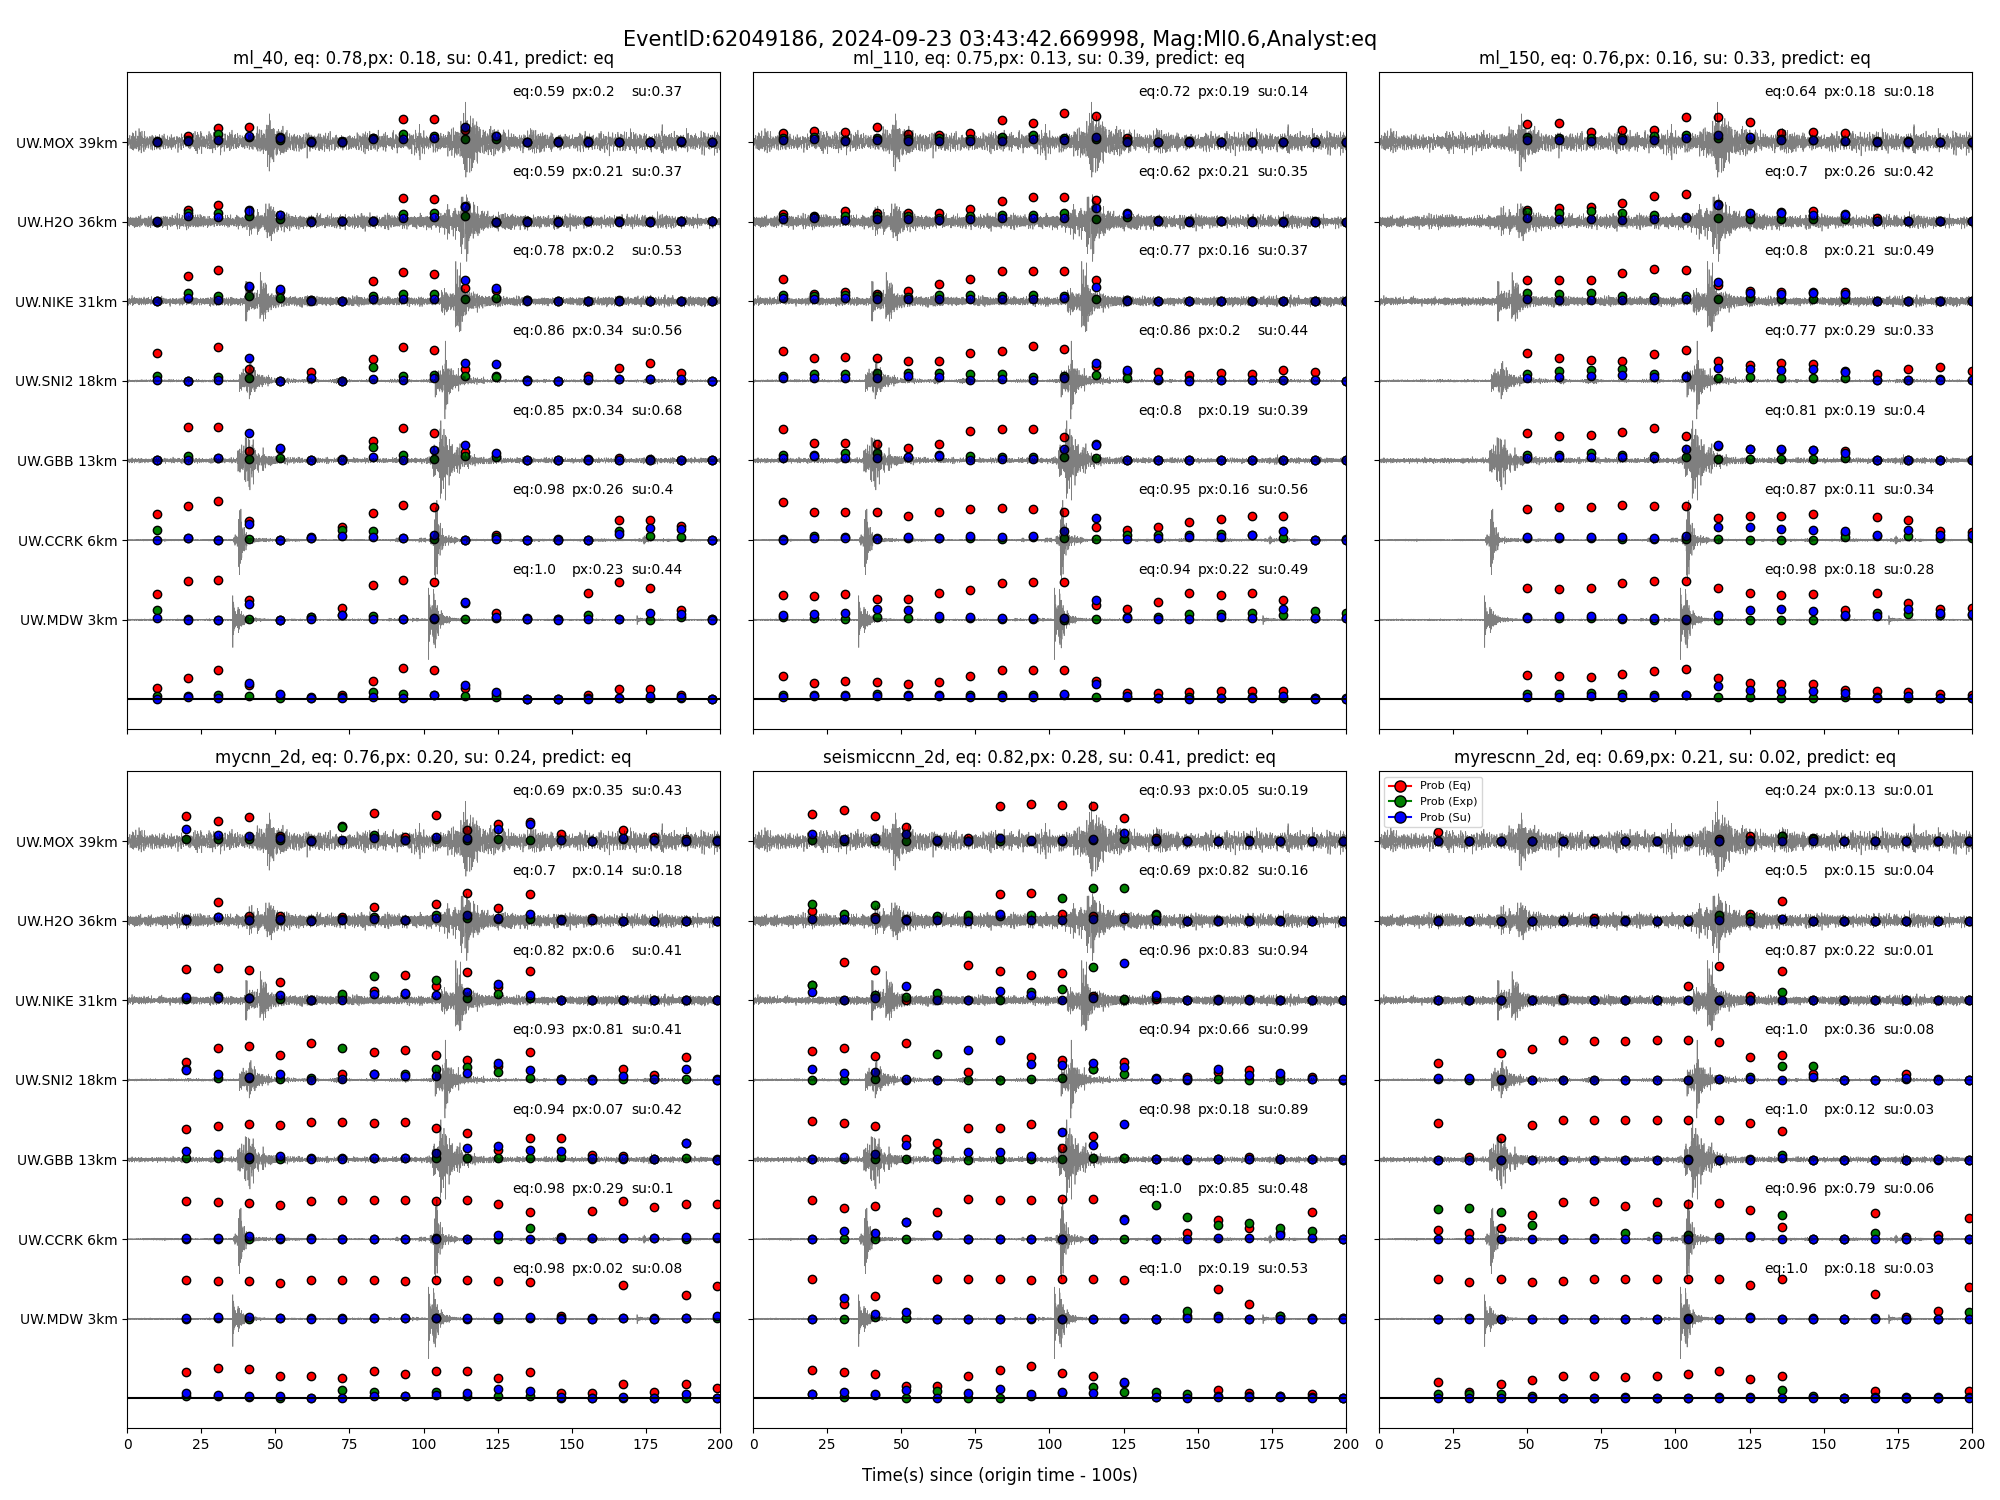 EventID:62049186, 2024-09-23 03:43:42.669998, Mag:Ml0.6,Analyst:eq
ml_40, eq: 0.78,px: 0.18, su: 0.41, predict: eq
UW.MOX 39km
eq:0.59 px:0.2 su:0.37
UW.H2O 36km
eq:0.59 px:0.21 su:0.37
UW.NIKE 31km
eq:0.78 px:0.2 su:0.53
UW.SNI2 18km
eq:0.86 px:0.34 su:0.56
UW.GBB 13km
eq:0.85 px:0.34 su:0.68
UW.CCRK 6km
eq:0.98 px:0.26 su:0.4
UW.MDW 3km
eq:1.0 px:0.23 su:0.44
ml_110, eq: 0.75,px: 0.13, su: 0.39, predict: eq
eq:0.72 px:0.19 su:0.14
eq:0.62 px:0.21 su:0.35
eq:0.77 px:0.16 su:0.37
eq:0.86 px:0.2 su:0.44
eq:0.8 px:0.19 su:0.39
eq:0.95 px:0.16 su:0.56
eq:0.94 px:0.22 su:0.49
ml_150, eq: 0.76,px: 0.16, su: 0.33, predict: eq
eq:0.64 px:0.18 su:0.18
eq:0.7 px:0.26 su:0.42
eq:0.8 px:0.21 su:0.49
eq:0.77 px:0.29 su:0.33
eq:0.81 px:0.19 su:0.4
eq:0.87 px:0.11 su:0.34
eq:0.98 px:0.18 su:0.28
mycnn_2d, eq: 0.76,px: 0.20, su: 0.24, predict: eq
UW.MOX 39km
eq:0.69 px:0.35 su:0.43
UW.H2O 36km
eq:0.7 px:0.14 su:0.18
UW.NIKE 31km
eq:0.82 px:0.6 su:0.41
UW.SNI2 18km
eq:0.93 px:0.81 su:0.41
UW.GBB 13km
eq:0.94 px:0.07 su:0.42
UW.CCRK 6km
eq:0.98 px:0.29 su:0.1
UW.MDW 3km
eq:0.98 px:0.02 su:0.08
0 25 50 75 100 125 150 175 200
seismiccnn_2d, eq: 0.82,px: 0.28, su: 0.41, predict: eq
eq:0.93 px:0.05 su:0.19
eq:0.69 px:0.82 su:0.16
eq:0.96 px:0.83 su:0.94
eq:0.94 px:0.66 su:0.99
eq:0.98 px:0.18 su:0.89
eq:1.0 px:0.85 su:0.48
eq:1.0 px:0.19 su:0.53
0 25 50 75 100 125 150 175 200
myrescnn_2d, eq: 0.69,px: 0.21, su: 0.02, predict: eq
Prob (Eq)
Prob (Exp)
Prob (Su)
eq:0.24 px:0.13 su:0.01
eq:0.5 px:0.15 su:0.04
eq:0.87 px:0.22 su:0.01
eq:1.0 px:0.36 su:0.08
eq:1.0 px:0.12 su:0.03
eq:0.96 px:0.79 su:0.06
eq:1.0 px:0.18 su:0.03
0 25 50 75 100 125 150 175 200
Time(s) since (origin time - 100s)